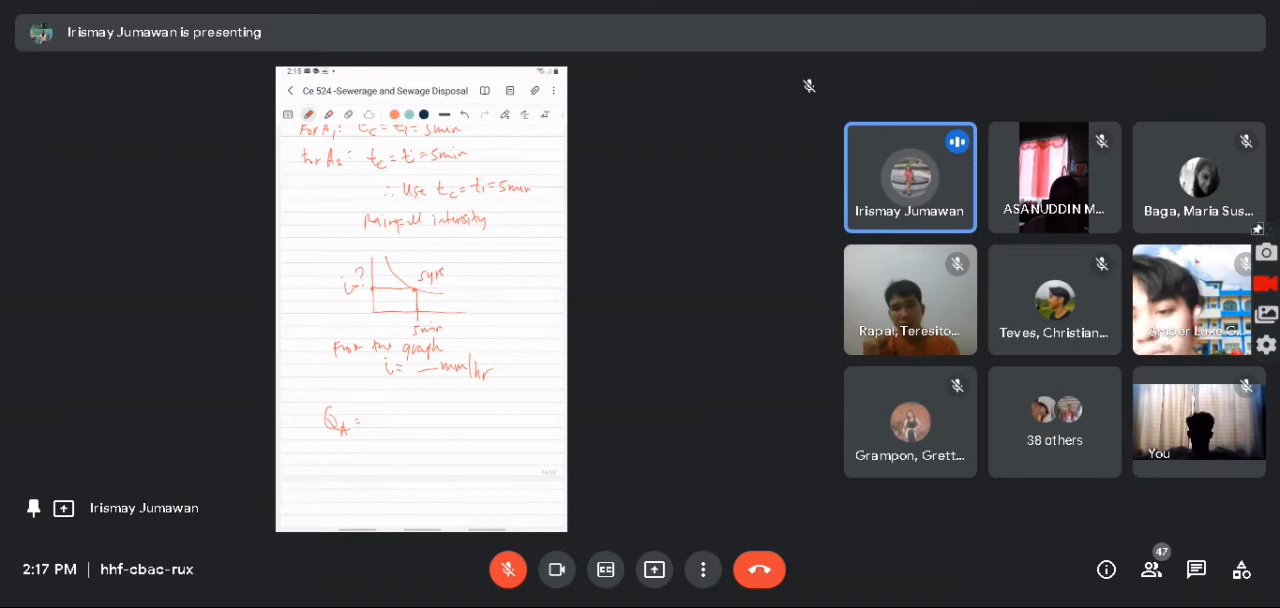 Irismay Jumawan is presenting
2:15
Ce 524 -Sewerage and Sewage Disposal
For A1: tc = ti = 5min
for A2: tc = ti = 5min
∴ Use tc = ti = 5min
Rainfall intensity
i=?
5yrs
5min
From the graph
i= __ mm/hr
QA =
Irismay Jumawan
ASANUDDIN M...
Baga, Maria Sus...
Rapal, Teresito...
Teves, Christian...
Amper Luke G...
Grampon, Grett...
38 others
You
Irismay Jumawan
2:17 PM | hhf-cbac-rux
CC
47